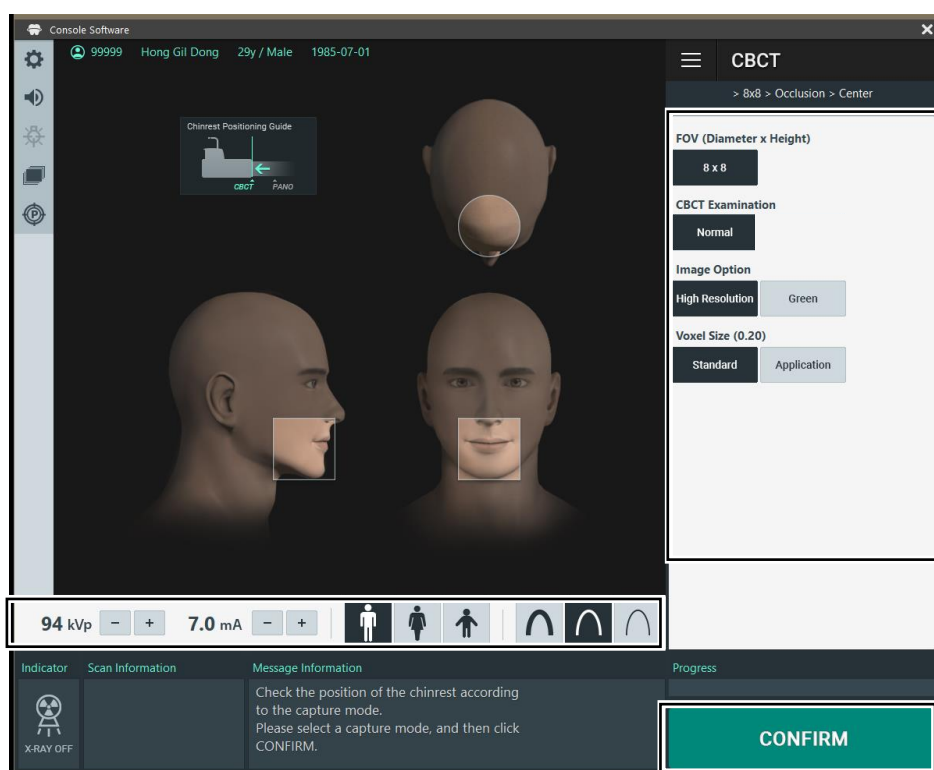 Console Software
99999 Hong Gil Dong 29y / Male 1985-07-01
CBCT
> 8x8 > Occlusion > Center
Chinrest Positioning Guide
CBCT PANO
FOV (Diameter x Height)
8 x 8
CBCT Examination
Normal
Image Option
High Resolution Green
Voxel Size (0.20)
Standard Application
94 kVp - + 7.0 mA - +
Indicator Scan Information Message Information Progress
Check the position of the chinrest according
to the capture mode.
Please select a capture mode, and then click
CONFIRM.
X-RAY OFF
CONFIRM